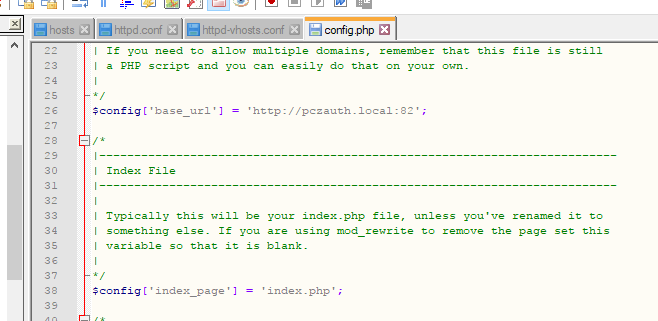 hosts httpd.conf httpd-vhosts.conf config.php
22 | If you need to allow multiple domains, remember that this file is still
23 | a PHP script and you can easily do that on your own.
24 |
25 */
26 $config['base_url'] = 'http://pczauth.local:82';
27
28 /*
29 |--------------------------------------------------------------------------
30 | Index File
31 |--------------------------------------------------------------------------
32 |
33 | Typically this will be your index.php file, unless you've renamed it to
34 | something else. If you are using mod_rewrite to remove the page set this
35 | variable so that it is blank.
36 |
37 */
38 $config['index_page'] = 'index.php';
39
40 /*